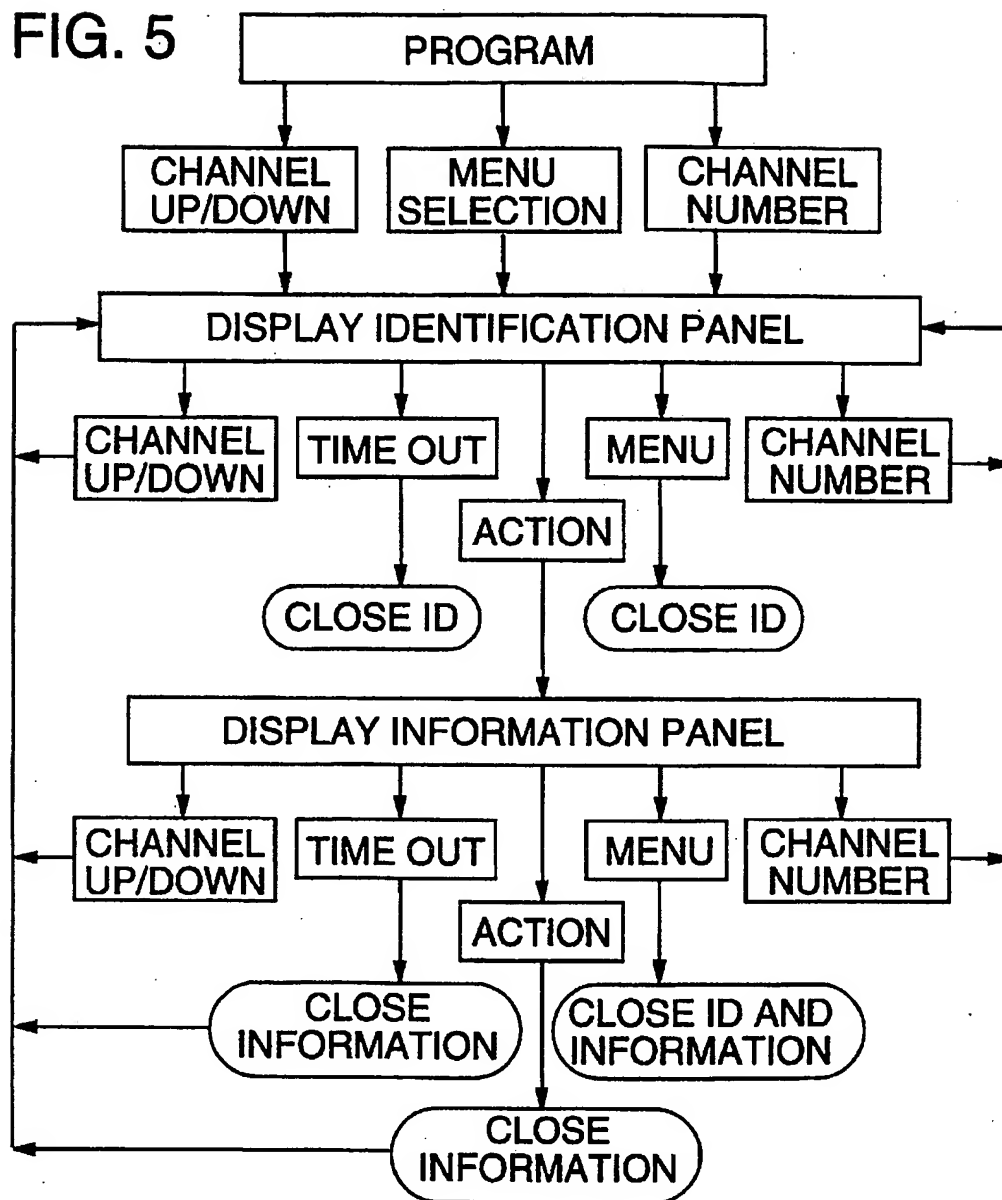 FIG. 5
PROGRAM
CHANNEL
UP/DOWN
MENU
SELECTION
CHANNEL
NUMBER
DISPLAY IDENTIFICATION PANEL
CHANNEL
UP/DOWN
TIME OUT
ACTION
MENU
CHANNEL
NUMBER
CLOSE ID
CLOSE ID
DISPLAY INFORMATION PANEL
CHANNEL
UP/DOWN
TIME OUT
ACTION
MENU
CHANNEL
NUMBER
CLOSE
INFORMATION
CLOSE ID AND
INFORMATION
CLOSE
INFORMATION